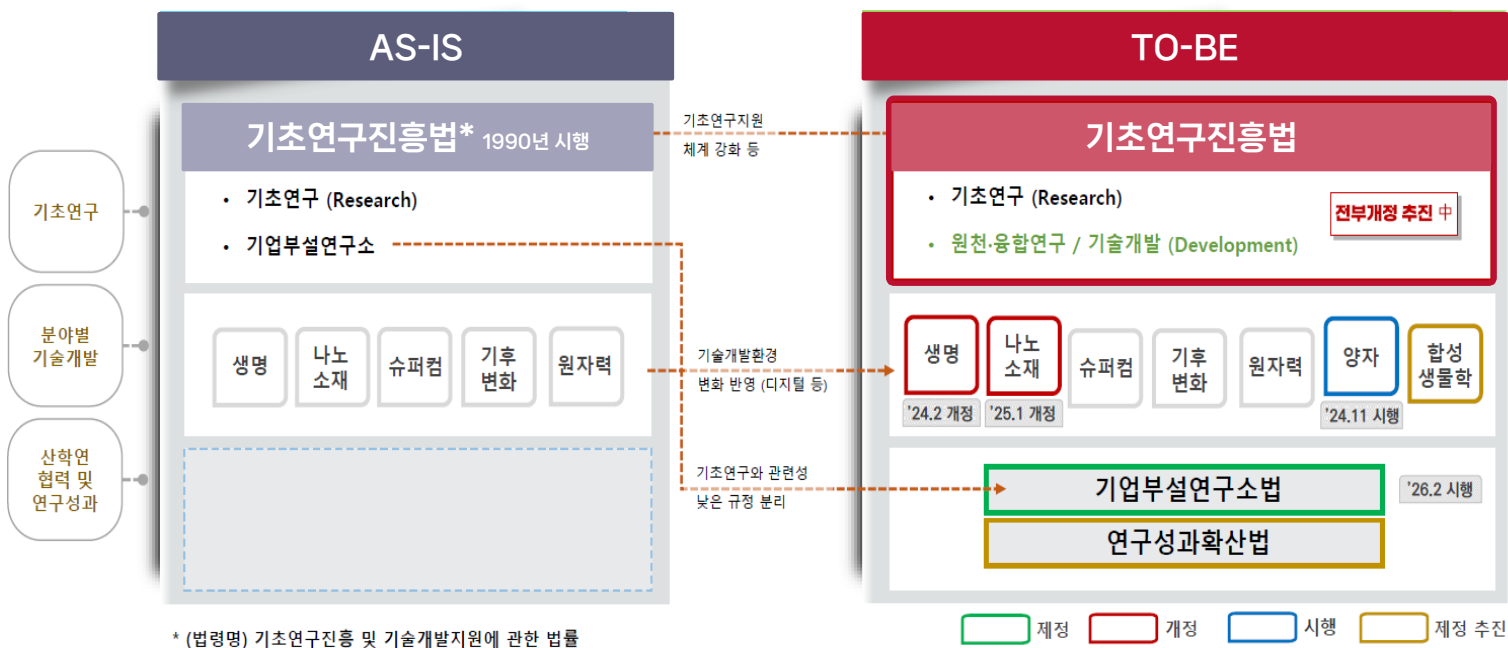 AS-IS
TO-BE
기초연구진흥법* 1990년 시행
기초연구지원
체계 강화 등
기초연구진흥법
기초연구
• 기초연구 (Research)
• 기업부설연구소
• 기초연구 (Research)
• 원천·융합연구 / 기술개발 (Development)
전부개정 추진 中
분야별
기술개발
생명
나노
소재
슈퍼컴
기후
변화
원자력
기술개발환경
변화 반영 (디지털 등)
생명
'24.2 개정
나노
소재
'25.1 개정
슈퍼컴
기후
변화
원자력
양자
'24.11 시행
합성
생물학
산학연
협력 및
연구성과
기초연구와 관련성
낮은 규정 분리
기업부설연구소법
'26.2 시행
연구성과확산법
* (법령명) 기초연구진흥 및 기술개발지원에 관한 법률
제정
개정
시행
제정 추진